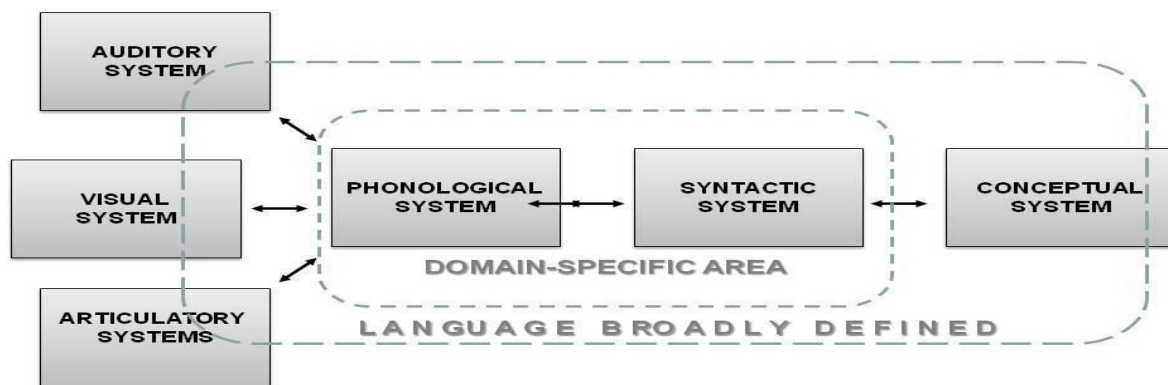 AUDITORY
SYSTEM
VISUAL
SYSTEM
PHONOLOGICAL
SYSTEM
SYNTACTIC
SYSTEM
CONCEPTUAL
SYSTEM
DOMAIN-SPECIFIC AREA
ARTICULATORY
SYSTEMS
LANGUAGE BROADLY DEFINED